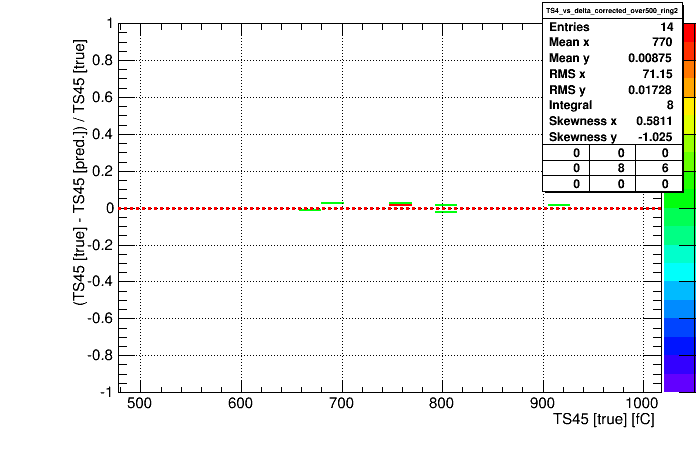 TS4_vs_delta_corrected_over500_ring2
Entries 14
Mean x 770
Mean y 0.00875
RMS x 71.15
RMS y 0.01728
Integral 8
Skewness x 0.5811
Skewness y -1.025
0 0 0
0 8 6
0 0 0
(TS45 [true] - TS45 [pred.]) / TS45 [true]
1
0.8
0.6
0.4
0.2
0
-0.2
-0.4
-0.6
-0.8
-1
500 600 700 800 900 1000
TS45 [true] [fC]